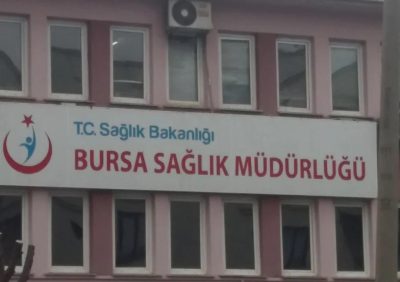 T.C. Sağlık Bakanlığı
BURSA SAĞLIK MÜDÜRLÜĞÜ